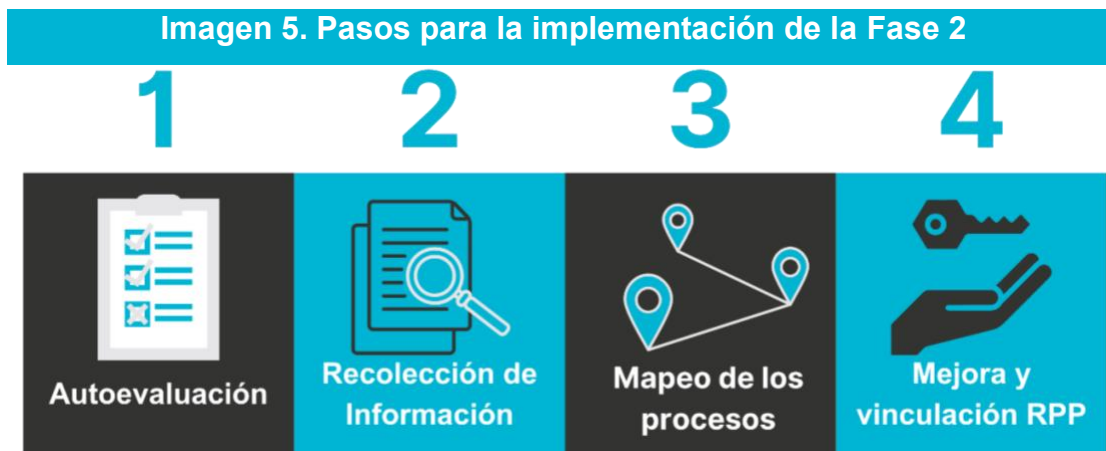 Imagen 5. Pasos para la implementación de la Fase 2
1
2
3
4
Autoevaluación
Recolección de
Información
Mapeo de los
procesos
Mejora y
vinculación RPP